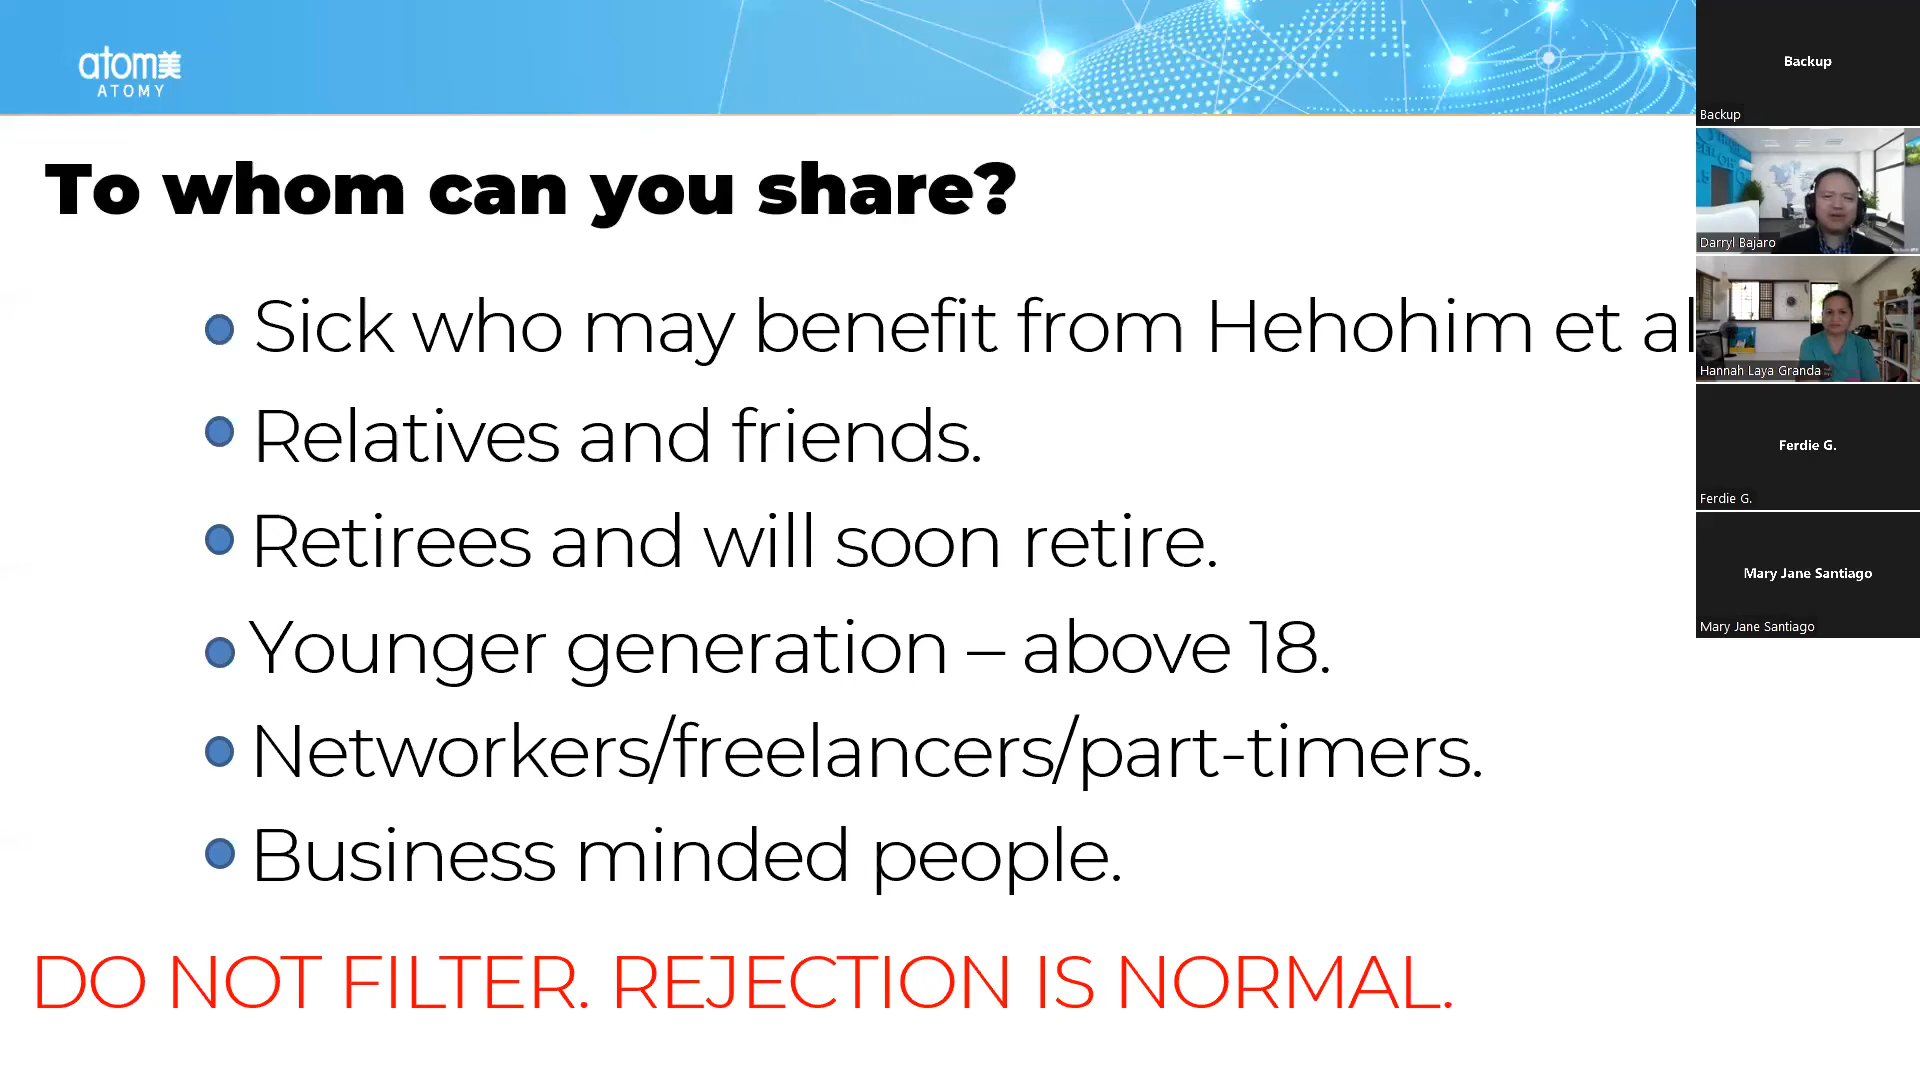 atom美
ATOMY
To whom can you share?
Sick who may benefit from Hehohim et al
Relatives and friends.
Retirees and will soon retire.
Younger generation – above 18.
Networkers/freelancers/part-timers.
Business minded people.
DO NOT FILTER. REJECTION IS NORMAL.
Backup
Backup
Darryl Bajaro
Hannah Laya Granda
Ferdie G.
Ferdie G.
Mary Jane Santiago
Mary Jane Santiago